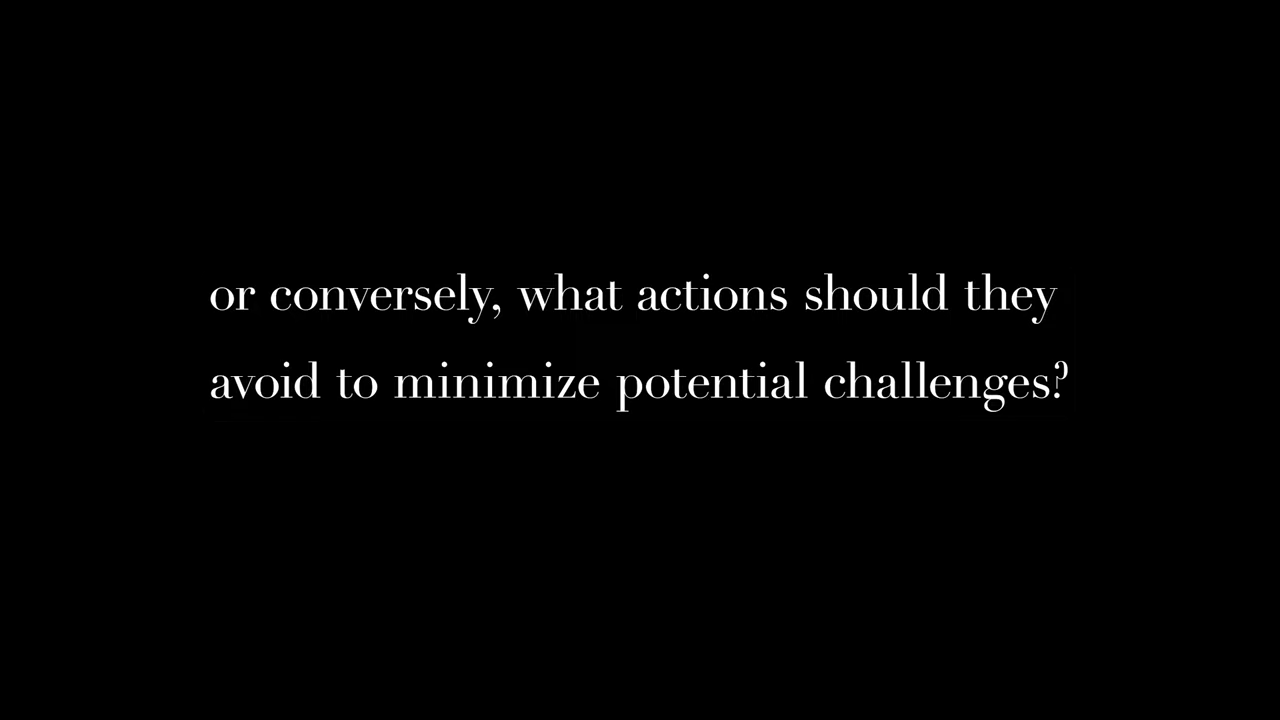 or conversely, what actions should they
avoid to minimize potential challenges?